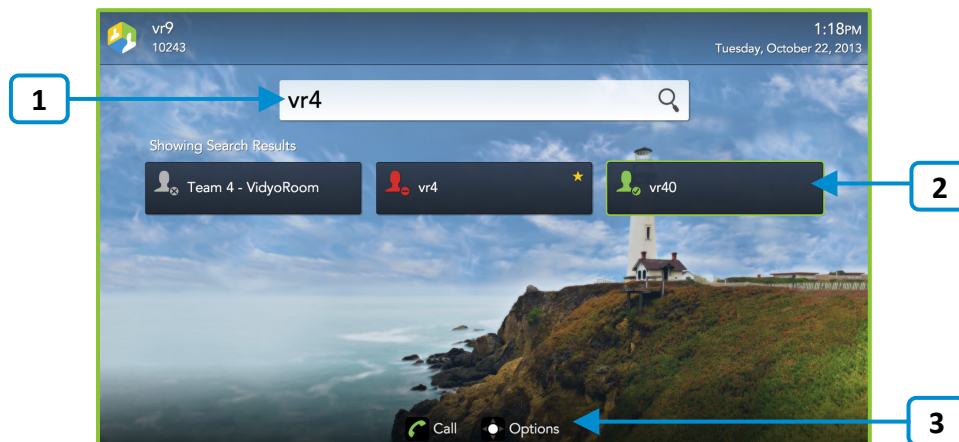 vr9
10243
1:18PM
Tuesday, October 22, 2013
1
vr4
Showing Search Results
Team 4 - VidyoRoom
vr4
vr40
2
Call
Options
3